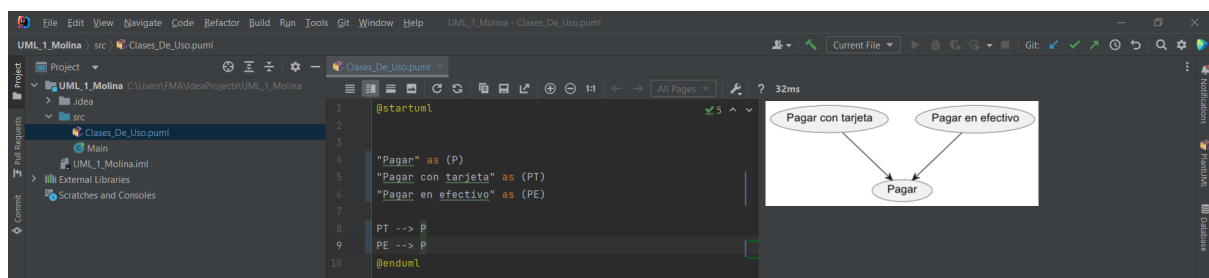 File Edit View Navigate Code Refactor Build Run Tools Git Window Help UML_1_Molina - Clases_De_Uso.puml
UML_1_Molina src Clases_De_Uso.puml
Current File
Git:
Project
Clases_De_Uso.puml
UML_1_Molina C:\Users\FMA\IdeaProjects\UML_1_Molina
.idea
src
Clases_De_Uso.puml
Main
UML_1_Molina.iml
External Libraries
Scratches and Consoles
Project
Pull Requests
Commit
1:1
All Pages
? 32ms
1 @startuml
5
2
3
4 "Pagar" as (P)
5 "Pagar con tarjeta" as (PT)
6 "Pagar en efectivo" as (PE)
7
8 PT --> P
9 PE --> P
10 @enduml
Pagar con tarjeta
Pagar en efectivo
Pagar
Notifications
PlantUML
Database